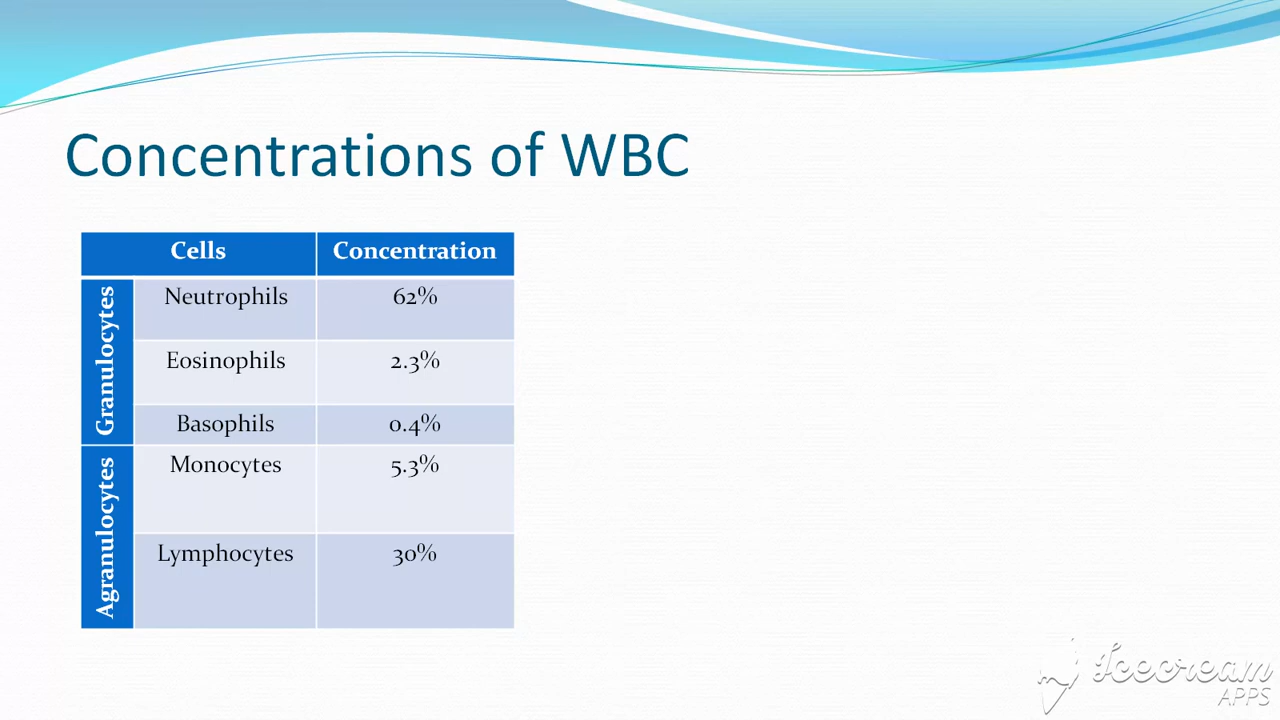 Concentrations of WBC
Cells Concentration
Granulocytes
Neutrophils 62%
Eosinophils 2.3%
Basophils 0.4%
Agranulocytes
Monocytes 5.3%
Lymphocytes 30%
Icecream
APPS